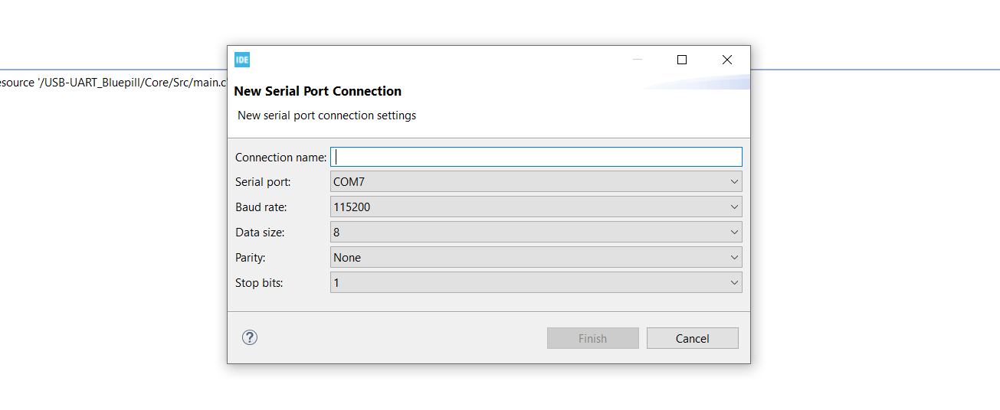 IDE
esource '/USB-UART_Bluepill/Core/Src/main.c'
New Serial Port Connection
New serial port connection settings
Connection name:
Serial port: COM7
Baud rate: 115200
Data size: 8
Parity: None
Stop bits: 1
? Finish Cancel